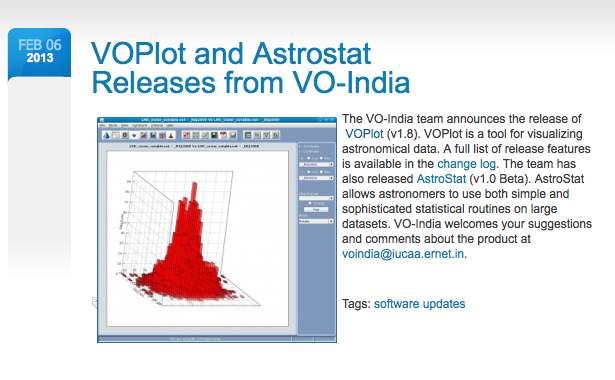 FEB 06
2013
VOPlot and Astrostat
Releases from VO-India
The VO-India team announces the release of
VOPlot (v1.8). VOPlot is a tool for visualizing
astronomical data. A full list of release features
is available in the change log. The team has
also released AstroStat (v1.0 Beta). AstroStat
allows astronomers to use both simple and
sophisticated statistical routines on large
datasets. VO-India welcomes your suggestions
and comments about the product at
voindia@iucaa.ernet.in.
Tags: software updates